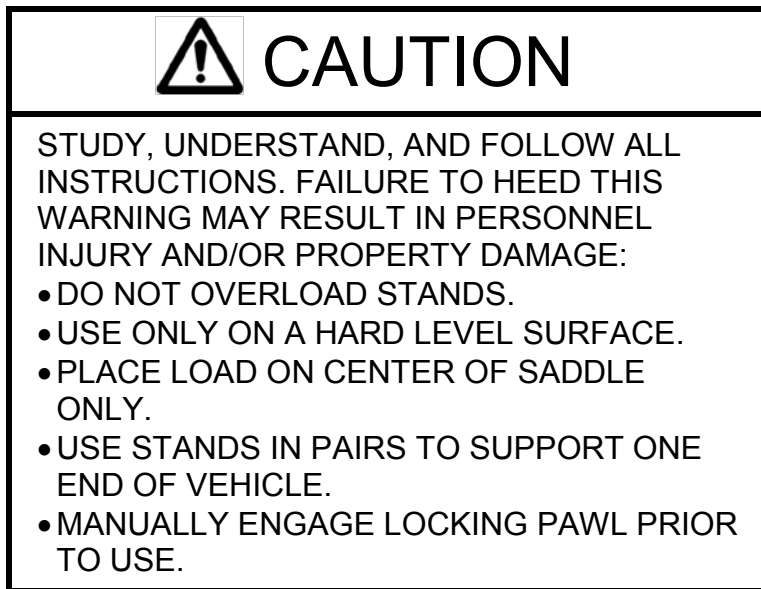 CAUTION
STUDY, UNDERSTAND, AND FOLLOW ALL
INSTRUCTIONS. FAILURE TO HEED THIS
WARNING MAY RESULT IN PERSONNEL
INJURY AND/OR PROPERTY DAMAGE:
• DO NOT OVERLOAD STANDS.
• USE ONLY ON A HARD LEVEL SURFACE.
• PLACE LOAD ON CENTER OF SADDLE
ONLY.
• USE STANDS IN PAIRS TO SUPPORT ONE
END OF VEHICLE.
• MANUALLY ENGAGE LOCKING PAWL PRIOR
TO USE.